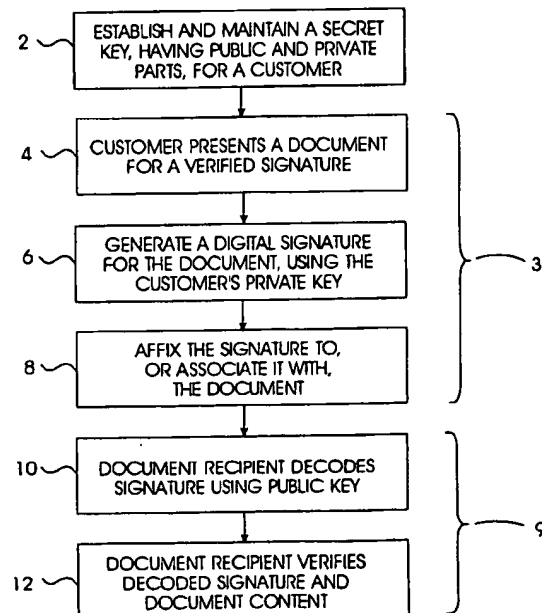 2
ESTABLISH AND MAINTAIN A SECRET
KEY, HAVING PUBLIC AND PRIVATE
PARTS, FOR A CUSTOMER
4
CUSTOMER PRESENTS A DOCUMENT
FOR A VERIFIED SIGNATURE
6
GENERATE A DIGITAL SIGNATURE
FOR THE DOCUMENT, USING THE
CUSTOMER'S PRIVATE KEY
3
8
AFFIX THE SIGNATURE TO,
OR ASSOCIATE IT WITH,
THE DOCUMENT
10
DOCUMENT RECIPIENT DECODES
SIGNATURE USING PUBLIC KEY
9
12
DOCUMENT RECIPIENT VERIFIES
DECODED SIGNATURE AND
DOCUMENT CONTENT